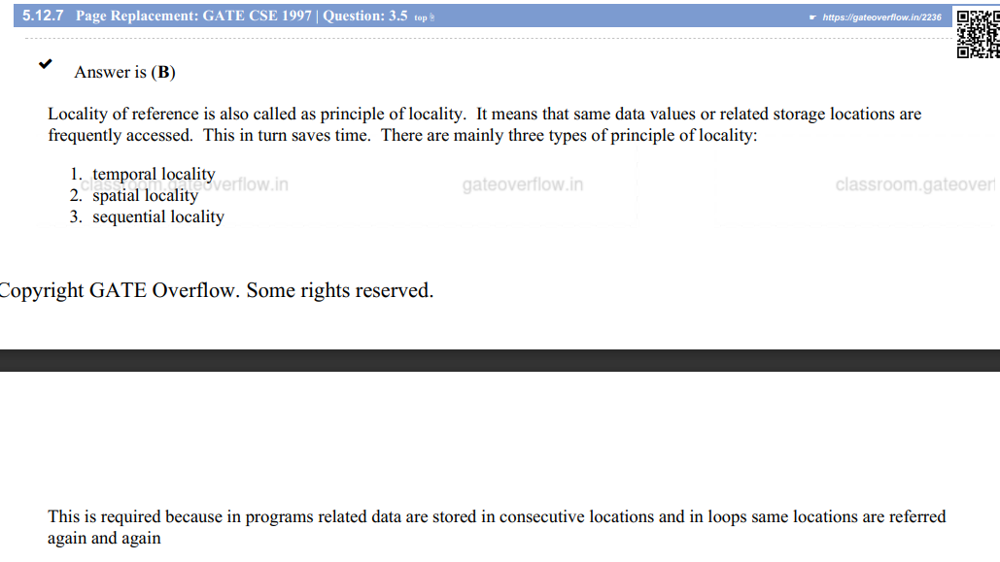 5.12.7 Page Replacement: GATE CSE 1997 | Question: 3.5 top
https://gateoverflow.in/2236
Answer is (B)
Locality of reference is also called as principle of locality. It means that same data values or related storage locations are
frequently accessed. This in turn saves time. There are mainly three types of principle of locality:
1. temporal locality
classroom.gateoverflow.in gateoverflow.in classroom.gateover
2. spatial locality
3. sequential locality
Copyright GATE Overflow. Some rights reserved.
This is required because in programs related data are stored in consecutive locations and in loops same locations are referred
again and again